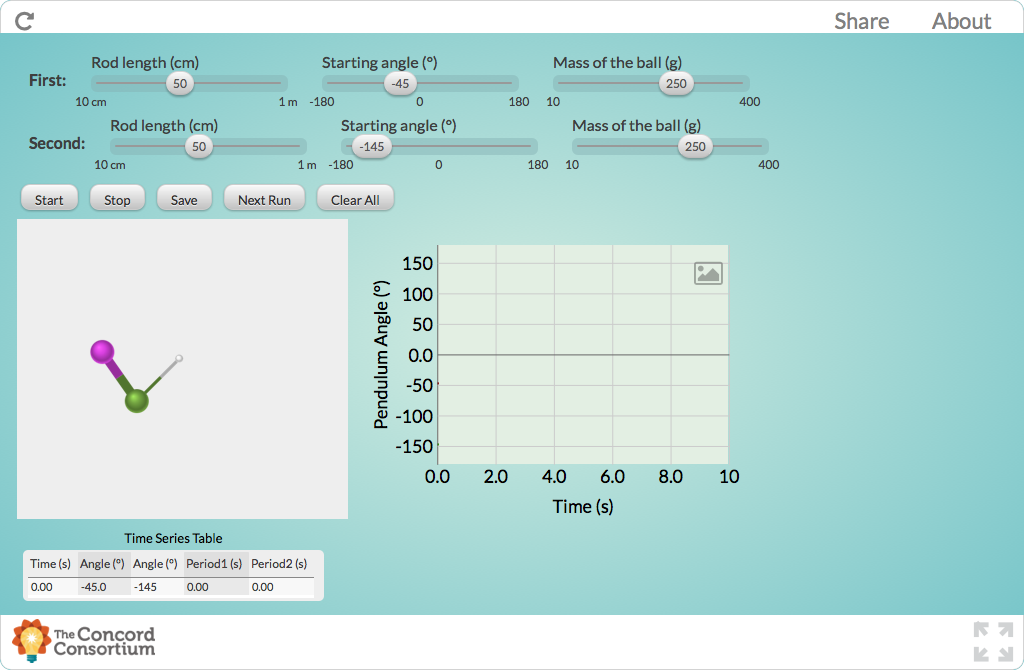 Share About
Rod length (cm) Starting angle (º) Mass of the ball (g)
First: 50 -45 250
10 cm 1 m -180 0 180 10 400
Rod length (cm) Starting angle (º) Mass of the ball (g)
Second: 50 -145 250
10 cm 1 m -180 0 180 10 400
Start Stop Save Next Run Clear All
Pendulum Angle (º)
150
100
50
0.0
-50
-100
-150
0.0 2.0 4.0 6.0 8.0 10
Time (s)
Time Series Table
Time (s) Angle (º) Angle (º) Period1 (s) Period2 (s)
0.00 -45.0 -145 0.00 0.00
The Concord
Consortium